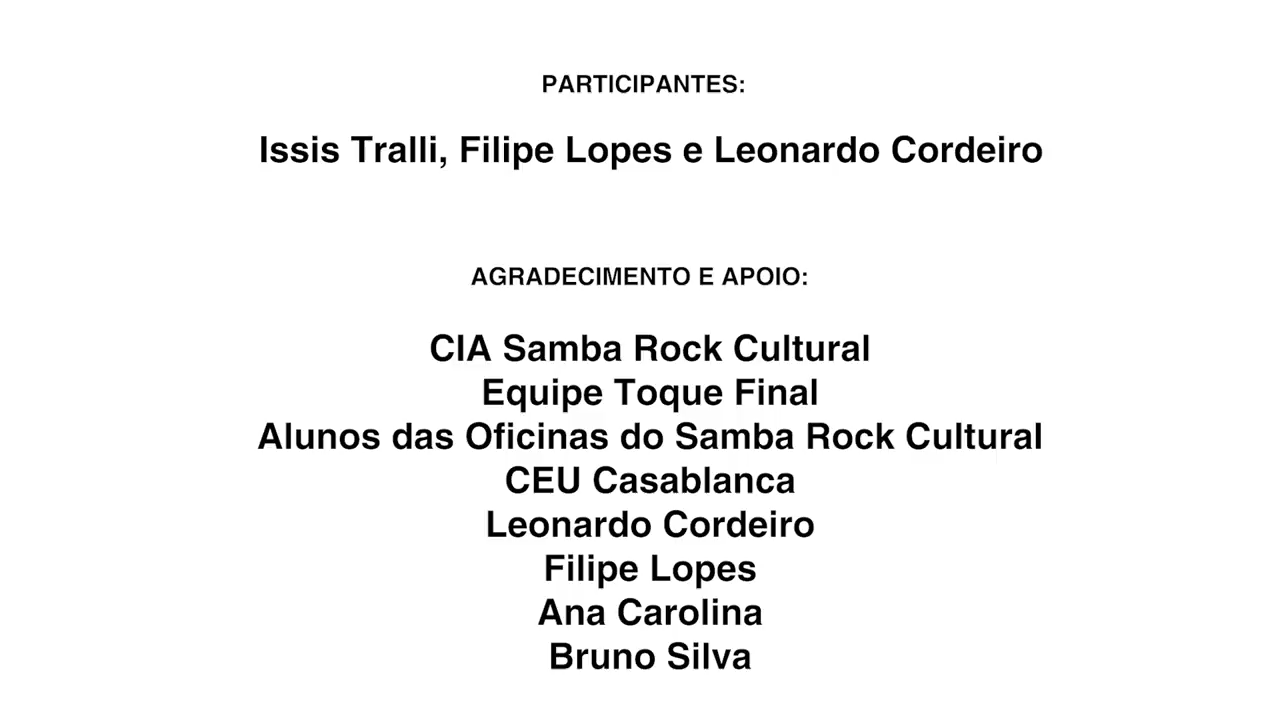 PARTICIPANTES:
Issis Tralli, Filipe Lopes e Leonardo Cordeiro
AGRADECIMENTO E APOIO:
CIA Samba Rock Cultural
Equipe Toque Final
Alunos das Oficinas do Samba Rock Cultural
CEU Casablanca
Leonardo Cordeiro
Filipe Lopes
Ana Carolina
Bruno Silva